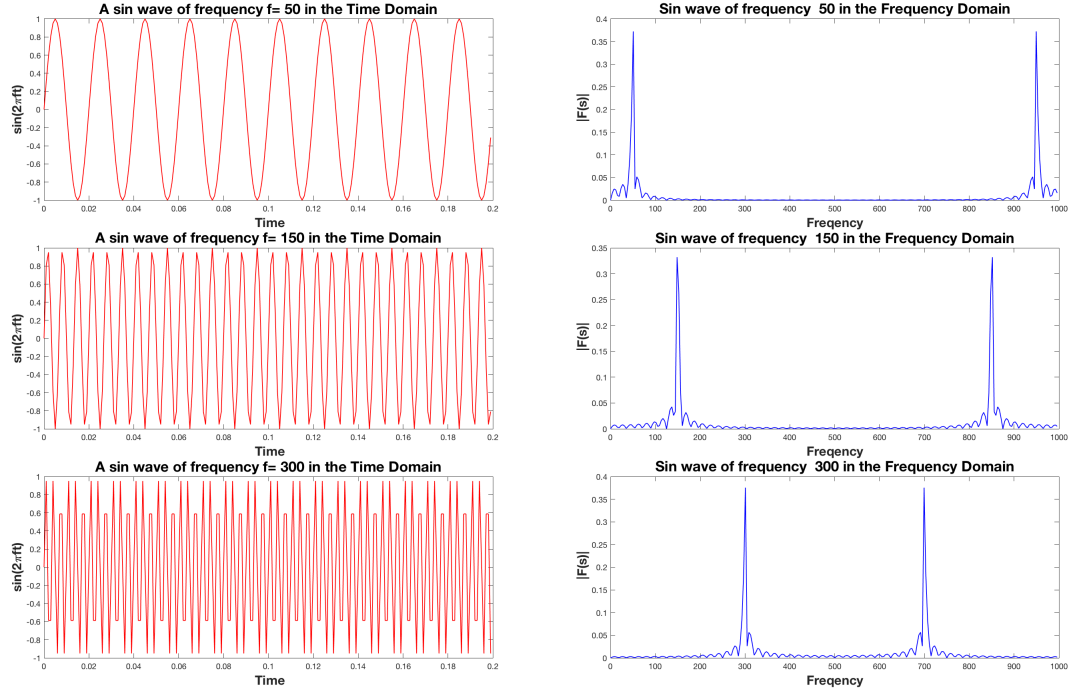 A sin wave of frequency f= 50 in the Time Domain
1
0.8
0.6
0.4
0.2
0
-0.2
-0.4
-0.6
-0.8
-1
sin(2πft)
0 0.02 0.04 0.06 0.08 0.1 0.12 0.14 0.16 0.18 0.2
Time
Sin wave of frequency  50 in the Frequency Domain
0.4
0.35
0.3
0.25
0.2
0.15
0.1
0.05
0
|F(s)|
0 100 200 300 400 500 600 700 800 900 1000
Freqency
A sin wave of frequency f= 150 in the Time Domain
1
0.8
0.6
0.4
0.2
0
-0.2
-0.4
-0.6
-0.8
-1
sin(2πft)
0 0.02 0.04 0.06 0.08 0.1 0.12 0.14 0.16 0.18 0.2
Time
Sin wave of frequency  150 in the Frequency Domain
0.35
0.3
0.25
0.2
0.15
0.1
0.05
0
|F(s)|
0 100 200 300 400 500 600 700 800 900 1000
Freqency
A sin wave of frequency f= 300 in the Time Domain
1
0.8
0.6
0.4
0.2
0
-0.2
-0.4
-0.6
-0.8
-1
sin(2πft)
0 0.02 0.04 0.06 0.08 0.1 0.12 0.14 0.16 0.18 0.2
Time
Sin wave of frequency  300 in the Frequency Domain
0.4
0.35
0.3
0.25
0.2
0.15
0.1
0.05
0
|F(s)|
0 100 200 300 400 500 600 700 800 900 1000
Freqency